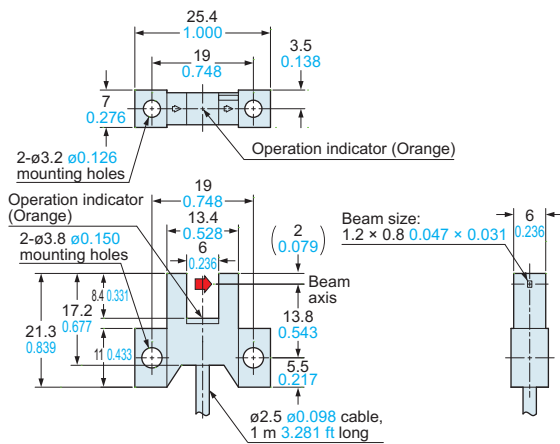 25.4
1.000
19
0.748
3.5
0.138
7
0.276
2-ø3.2 ø0.126
mounting holes
Operation indicator (Orange)
Operation indicator
(Orange)
2-ø3.8 ø0.150
mounting holes
19
0.748
13.4
0.528
6
0.236
( 2 )
0.079
Beam
axis
8.4 0.331
17.2
0.677
21.3
0.839
11 0.433
13.8
0.543
5.5
0.217
ø2.5 ø0.098 cable,
1 m 3.281 ft long
Beam size:
1.2 × 0.8 0.047 × 0.031
6
0.236